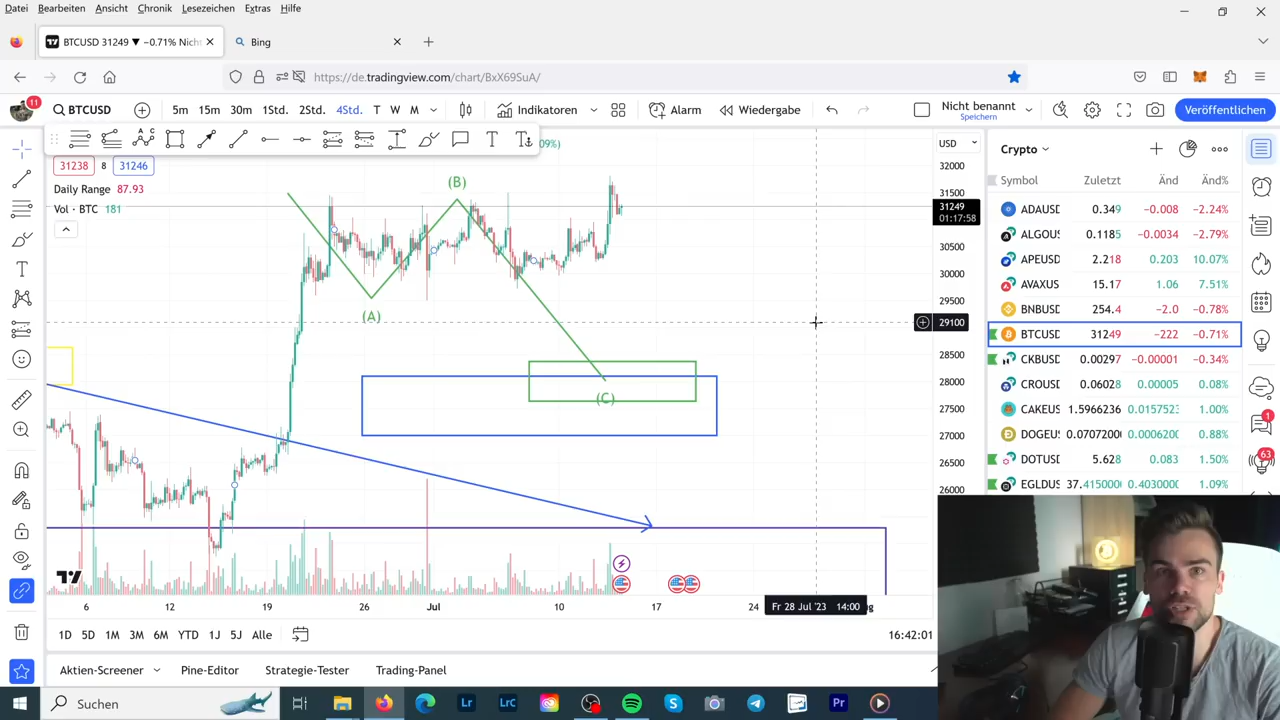 Datei Bearbeiten Ansicht Chronik Lesezeichen Extras Hilfe
BTCUSD 31249 ▼ −0.71% Nicht
Bing
https://de.tradingview.com/chart/BxX69SuA/
11
BTCUSD
5m 15m 30m 1Std. 2Std. 4Std. T W M
Indikatoren
Alarm
Wiedergabe
Nicht benannt
Speichern
Veröffentlichen
09%)
31238 8 31246
Daily Range 87.93
Vol · BTC 181
(A)
(B)
(C)
USD
32000
31500
31249
01:17:58
30500
30000
29500
29100
28500
28000
27500
27000
26500
26000
6 12 19 26 Jul 10 17 24
Fr 28 Jul '23 14:00
1D 5D 1M 3M 6M YTD 1J 5J Alle
16:42:01
Aktien-Screener Pine-Editor Strategie-Tester Trading-Panel
Crypto
Symbol Zuletzt Änd Änd%
ADAUSD 0.349 −0.008 −2.24%
ALGOUS 0.1185 −0.0034 −2.79%
APEUSD 2.218 0.203 10.07%
AVAXUS 15.17 1.06 7.51%
BNBUSD 254.4 −2.0 −0.78%
BTCUSD 31249 −222 −0.71%
CKBUSD 0.00297 −0.00001 −0.34%
CROUSD 0.06028 0.00005 0.08%
CAKEUS 1.5966236 0.0157523 1.00%
DOGEU 0.0707200 0.000620 0.88%
DOTUSD 5.628 0.083 1.50%
EGLDUS 37.415000 0.403000 1.09%
1
63
Suchen
Lr
LrC
Pr